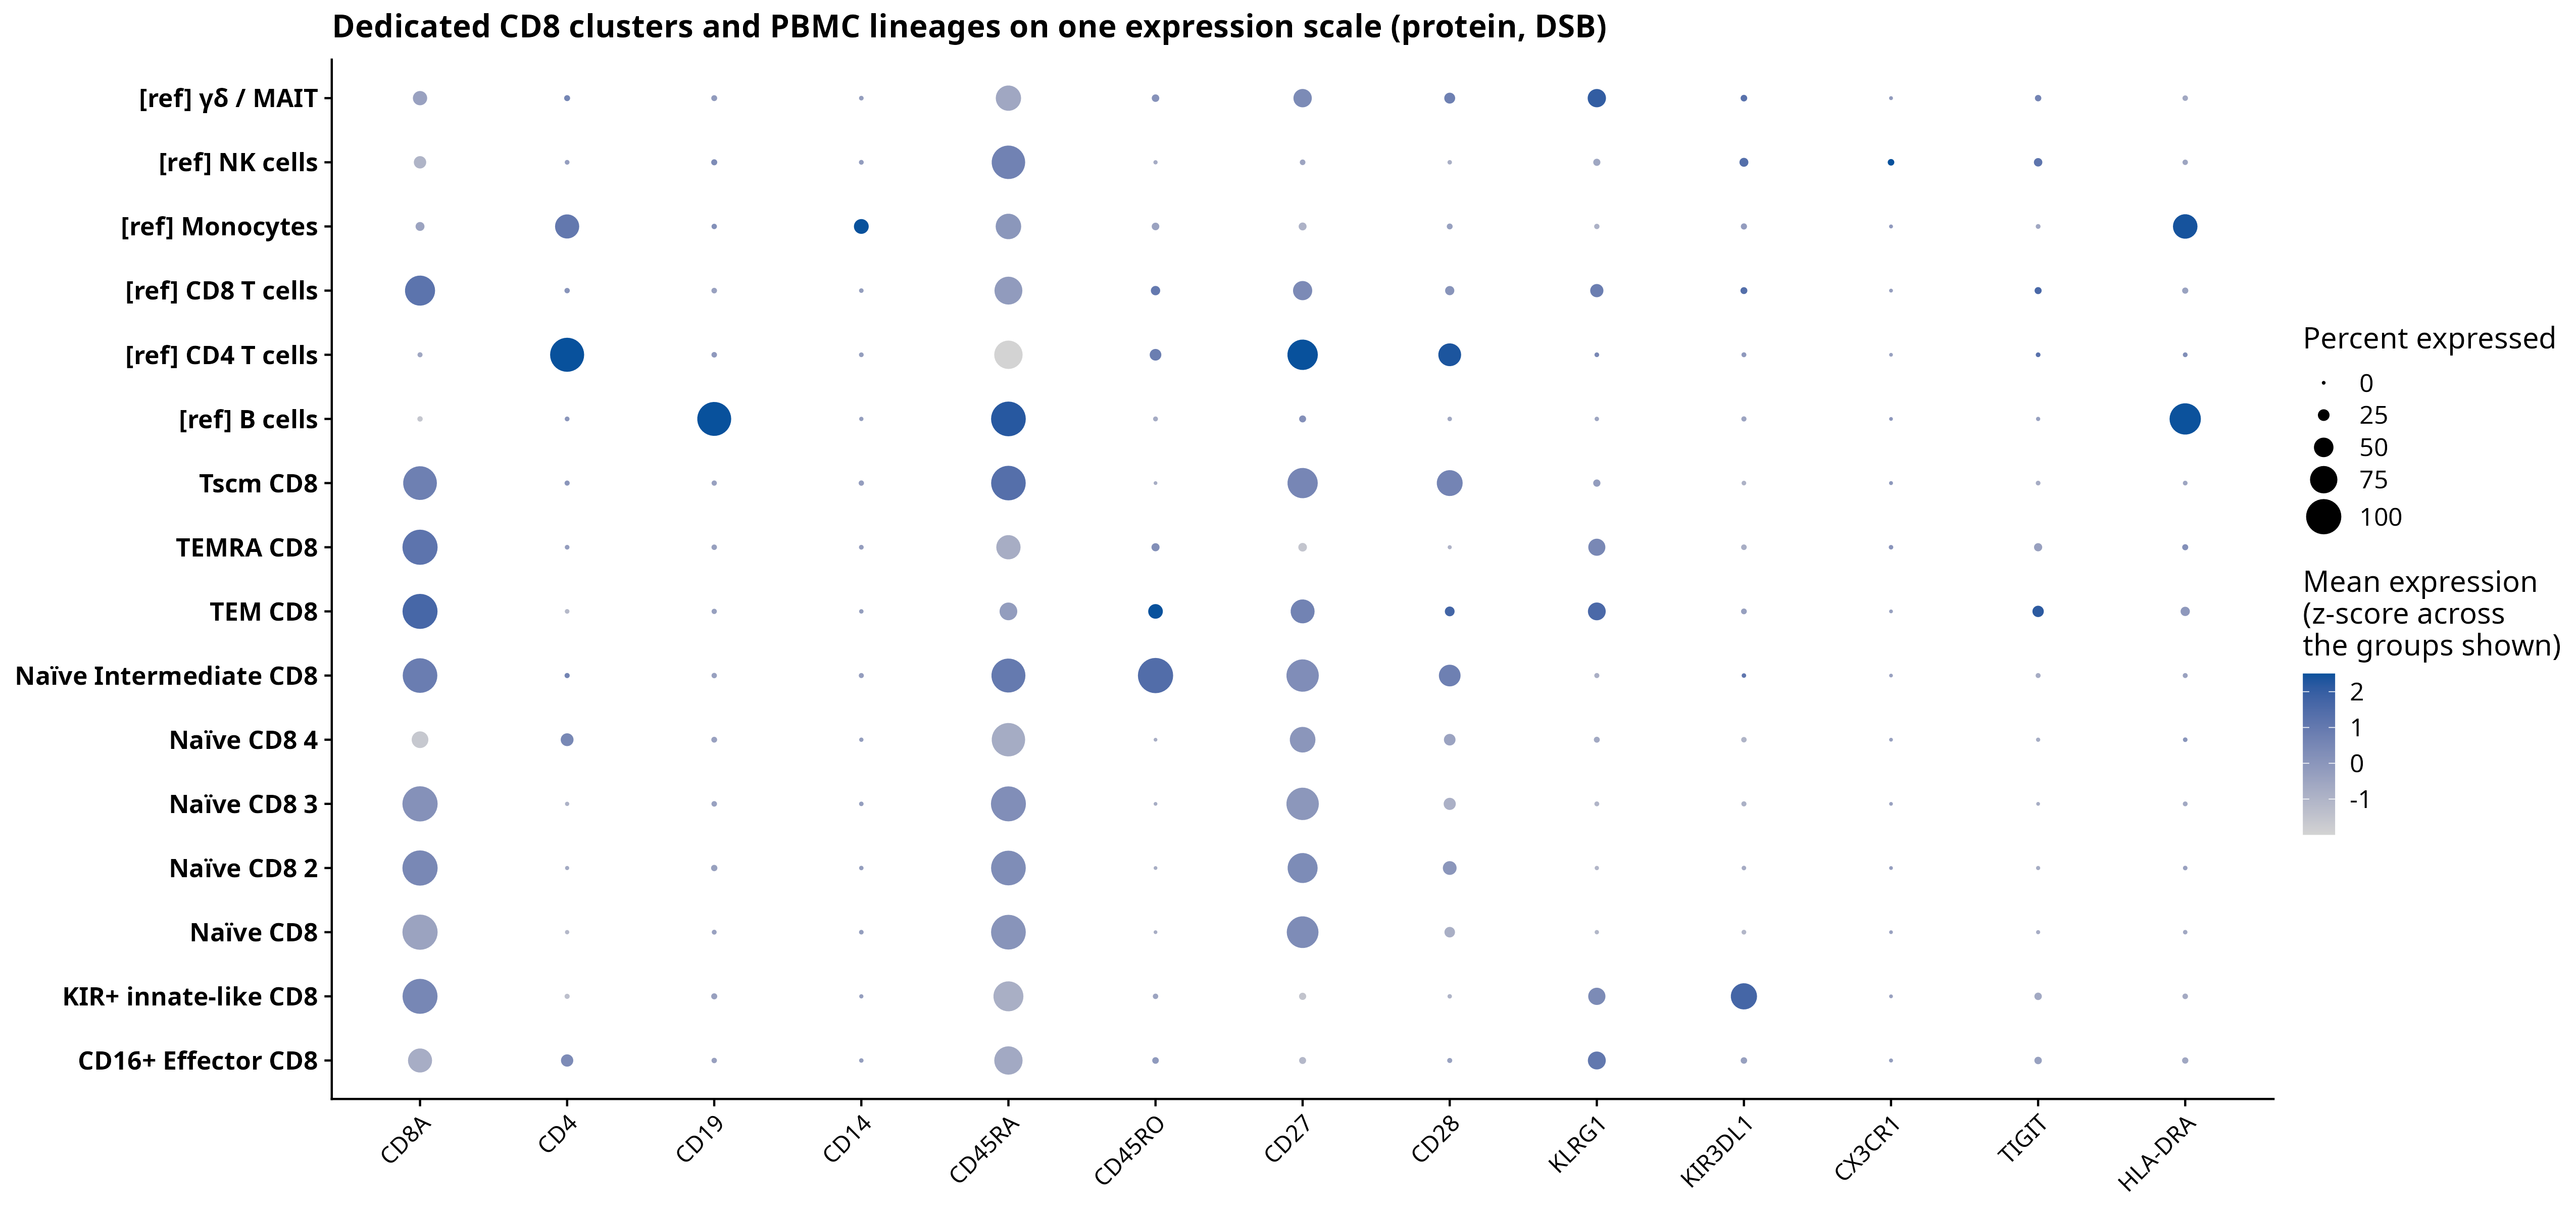 Dedicated CD8 clusters and PBMC lineages on one expression scale (protein, DSB)
[ref] γδ / MAIT
[ref] NK cells
[ref] Monocytes
[ref] CD8 T cells
[ref] CD4 T cells
[ref] B cells
Tscm CD8
TEMRA CD8
TEM CD8
Naïve Intermediate CD8
Naïve CD8 4
Naïve CD8 3
Naïve CD8 2
Naïve CD8
KIR+ innate-like CD8
CD16+ Effector CD8
CD8A
CD4
CD19
CD14
CD45RA
CD45RO
CD27
CD28
KLRG1
KIR3DL1
CX3CR1
TIGIT
HLA-DRA
Percent expressed
0
25
50
75
100
Mean expression
(z-score across
the groups shown)
2
1
0
-1